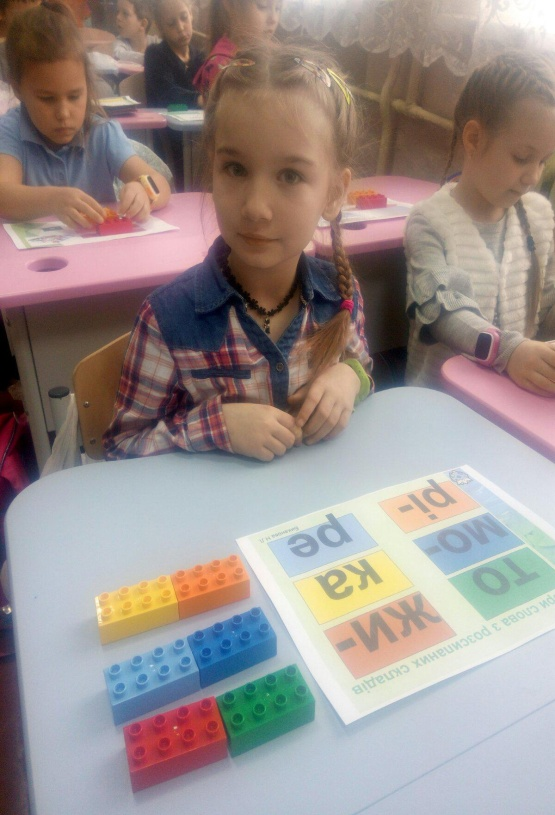 слова з розсипаних складів
то жи-
мо- ка
рі- ре